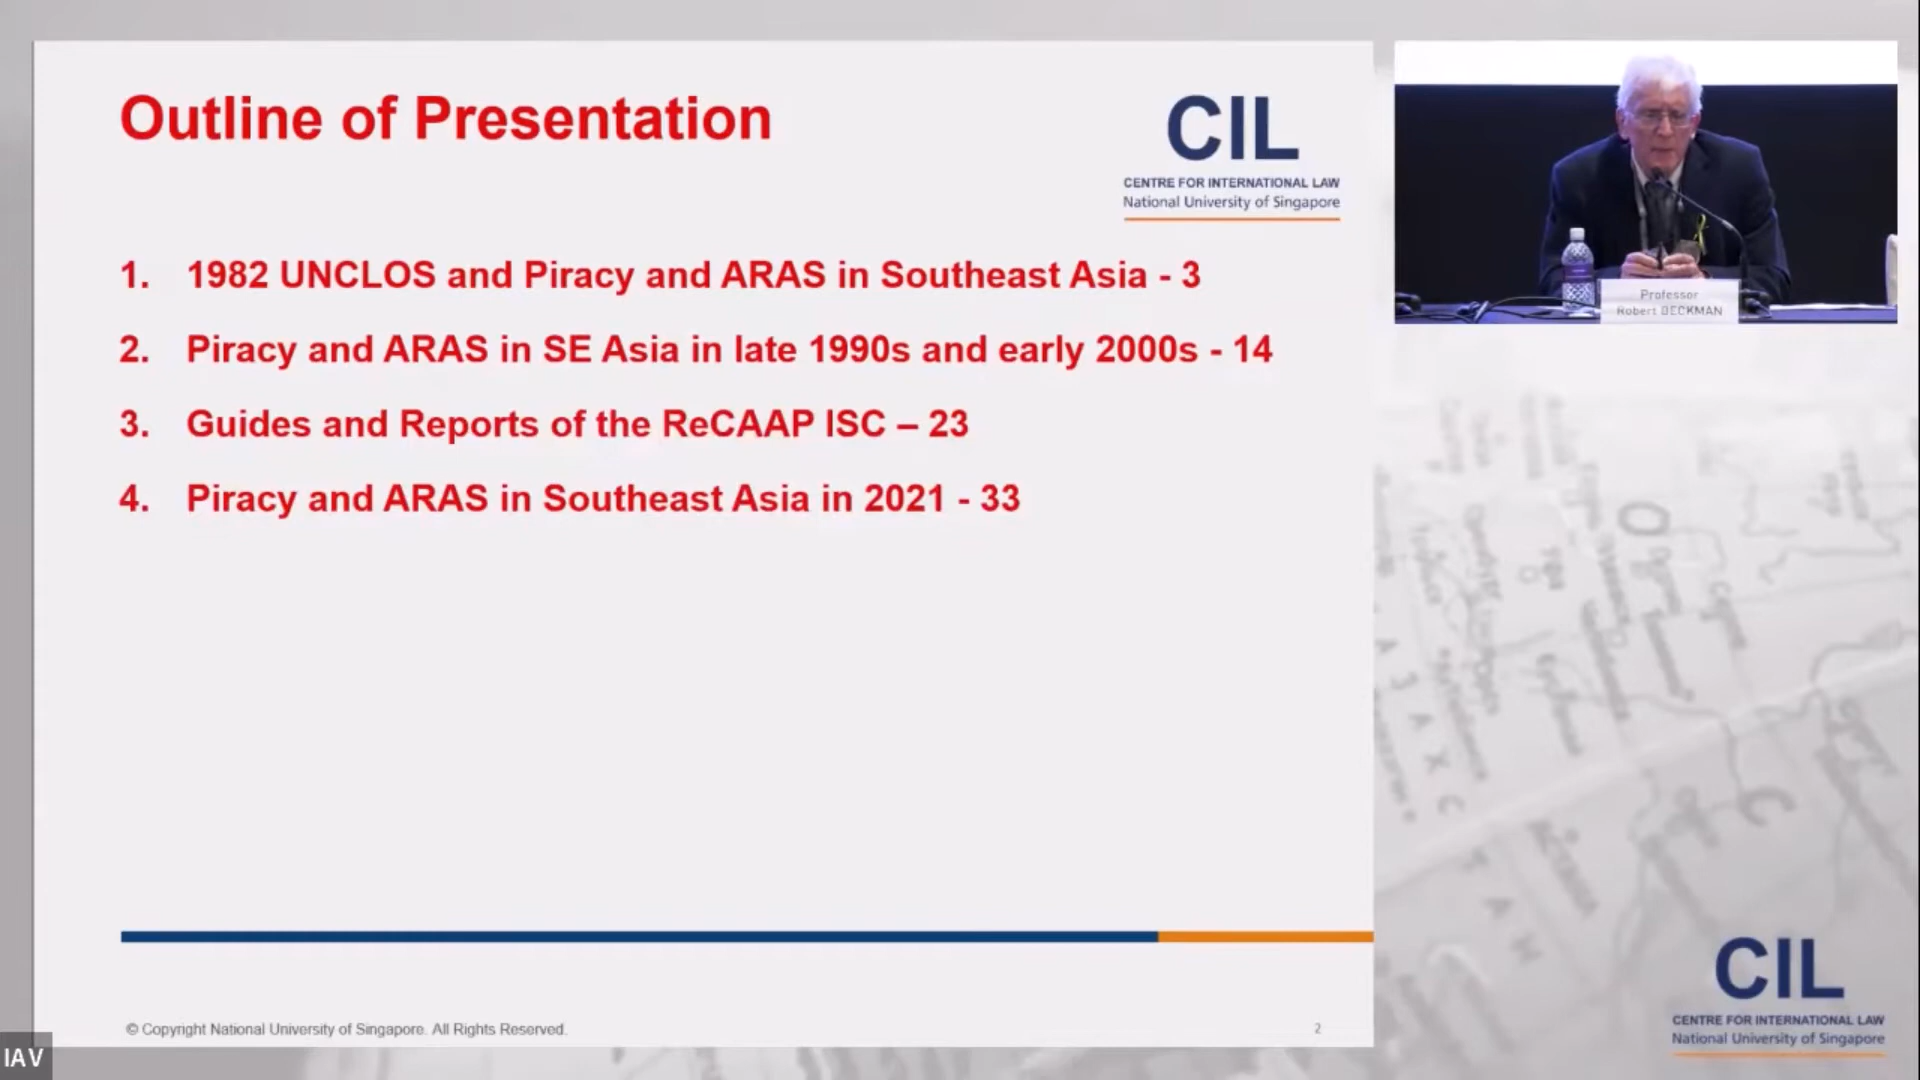 Outline of Presentation
CIL
CENTRE FOR INTERNATIONAL LAW
National University of Singapore
1. 1982 UNCLOS and Piracy and ARAS in Southeast Asia - 3
2. Piracy and ARAS in SE Asia in late 1990s and early 2000s - 14
3. Guides and Reports of the ReCAAP ISC – 23
4. Piracy and ARAS in Southeast Asia in 2021 - 33
© Copyright National University of Singapore. All Rights Reserved.
2
Professor
Robert BECKMAN
CIL
CENTRE FOR INTERNATIONAL LAW
National University of Singapore
IAV